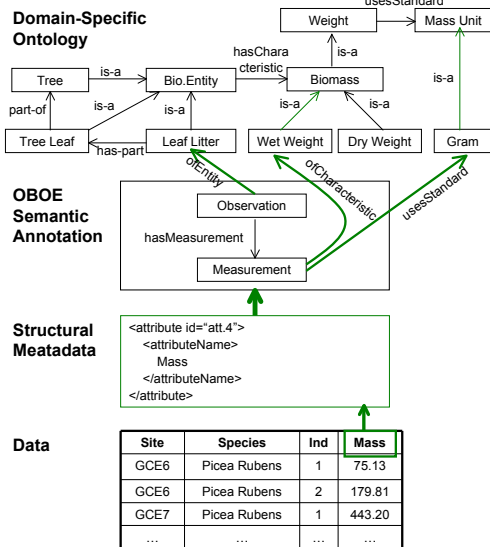 usesStandard
Domain-Specific
Ontology
Weight
Mass Unit
hasChara
cteristic
is-a
Tree
is-a
Bio.Entity
Biomass
is-a
part-of
is-a
is-a
is-a
is-a
Tree Leaf
has-part
Leaf Litter
Wet Weight
Dry Weight
Gram
ofEntity
ofCharacteristic
usesStandard
OBOE
Semantic
Annotation
Observation
hasMeasurement
Measurement
Structural
Meatadata
<attribute id="att.4">
<attributeName>
Mass
</attributeName>
</attribute>
Data
Site Species Ind Mass
GCE6 Picea Rubens 1 75.13
GCE6 Picea Rubens 2 179.81
GCE7 Picea Rubens 1 443.20
... ... ... ...